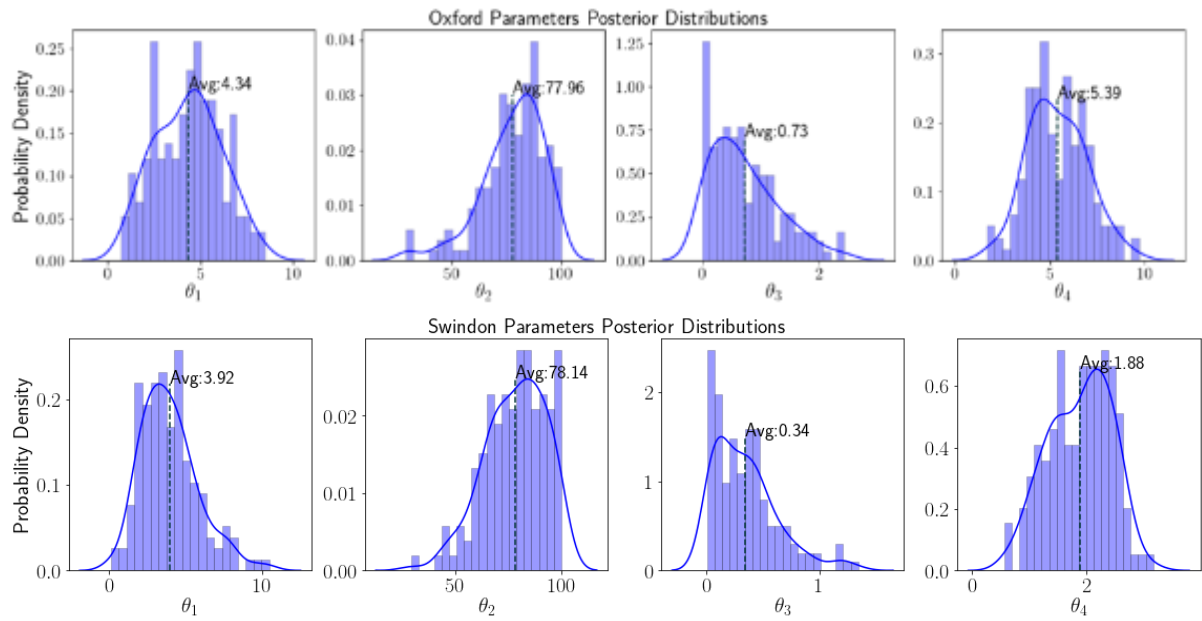 Oxford Parameters Posterior Distributions
Probability Density
0.25
0.20
0.15
0.10
0.05
0.00
Avg:4.34
0 5 10
θ1
0.04
0.03
0.02
0.01
0.00
Avg:77.96
50 100
θ2
1.25
1.00
0.75
0.50
0.25
0.00
Avg:0.73
0 2
θ3
0.3
0.2
0.1
0.0
Avg:5.39
0 5 10
θ4
Swindon Parameters Posterior Distributions
Probability Density
0.2
0.1
0.0
Avg:3.92
0 10
θ1
0.02
0.01
0.00
Avg:78.14
50 100
θ2
2
1
0
Avg:0.34
0 1
θ3
0.6
0.4
0.2
0.0
Avg:1.88
2
θ4